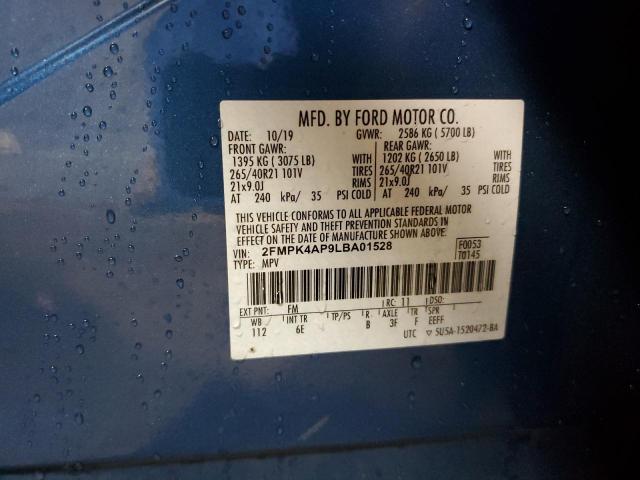 MFD. BY FORD MOTOR CO.
DATE: 10/19 GVWR: 2586 KG ( 5700 LB)
FRONT GAWR: REAR GAWR:
1395 KG ( 3075 LB) WITH 1202 KG ( 2650 LB) WITH
265/40R21 101V TIRES 265/40R21 101V TIRES
21x9.0J RIMS 21x9.0J RIMS
AT 240 kPa/ 35 PSI COLD AT 240 kPa/ 35 PSI COLD
THIS VEHICLE CONFORMS TO ALL APPLICABLE FEDERAL MOTOR
VEHICLE SAFETY AND THEFT PREVENTION STANDARDS IN
EFFECT ON THE DATE OF MANUFACTURE SHOWN ABOVE.
VIN: 2FMPK4AP9LBA01528 F0053
TYPE: MPV T0145
EXT PNT: FM RC: 11 DSO:
WB INT TR TP/PS R AXLE TR SPR
112 6E B 3F F EEFF
UTC ▽ 5U5A-1520472-BA